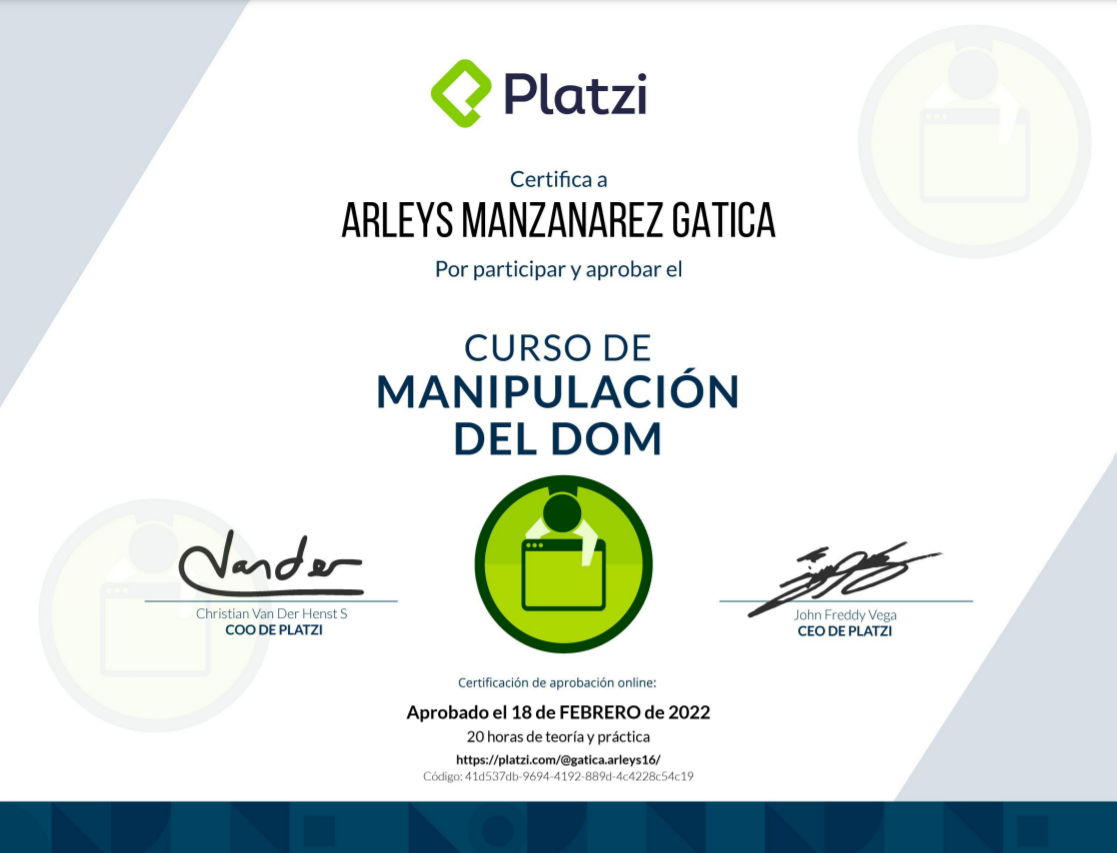 Platzi
Certifica a
ARLEYS MANZANAREZ GATICA
Por participar y aprobar el
CURSO DE
MANIPULACIÓN
DEL DOM
Vander
Christian Van Der Henst S
COO DE PLATZI
John Freddy Vega
CEO DE PLATZI
Certificación de aprobación online:
Aprobado el 18 de FEBRERO de 2022
20 horas de teoría y práctica
https://platzi.com/@gatica.arleys16/
Código: 41d537db-9694-4192-889d-4c4228c54c19